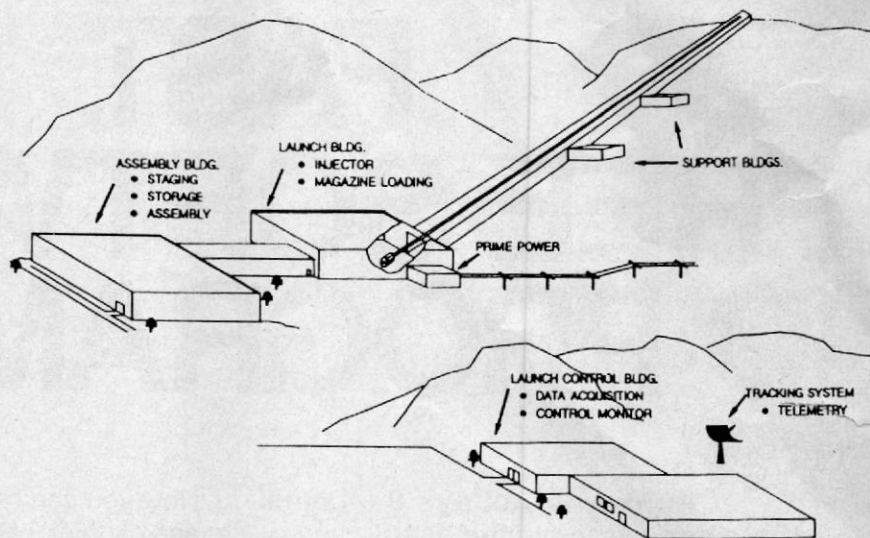 LAUNCH BLDG.
● INJECTOR
● MAGAZINE LOADING
ASSEMBLY BLDG.
● STAGING
● STORAGE
● ASSEMBLY
SUPPORT BLDGS.
PRIME POWER
LAUNCH CONTROL BLDG.
● DATA ACQUISITION
● CONTROL MONITOR
TRACKING SYSTEM
● TELEMETRY